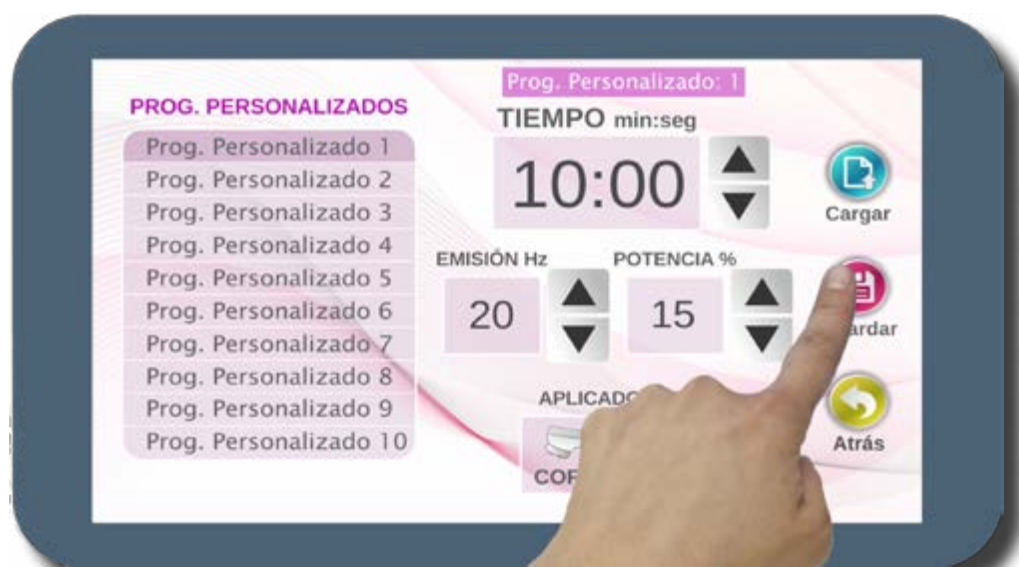 PROG. PERSONALIZADOS
Prog. Personalizado 1
Prog. Personalizado 2
Prog. Personalizado 3
Prog. Personalizado 4
Prog. Personalizado 5
Prog. Personalizado 6
Prog. Personalizado 7
Prog. Personalizado 8
Prog. Personalizado 9
Prog. Personalizado 10
Prog. Personalizado: 1
TIEMPO min:seg
10:00
EMISIÓN Hz
POTENCIA %
20
15
Cargar
Atrás